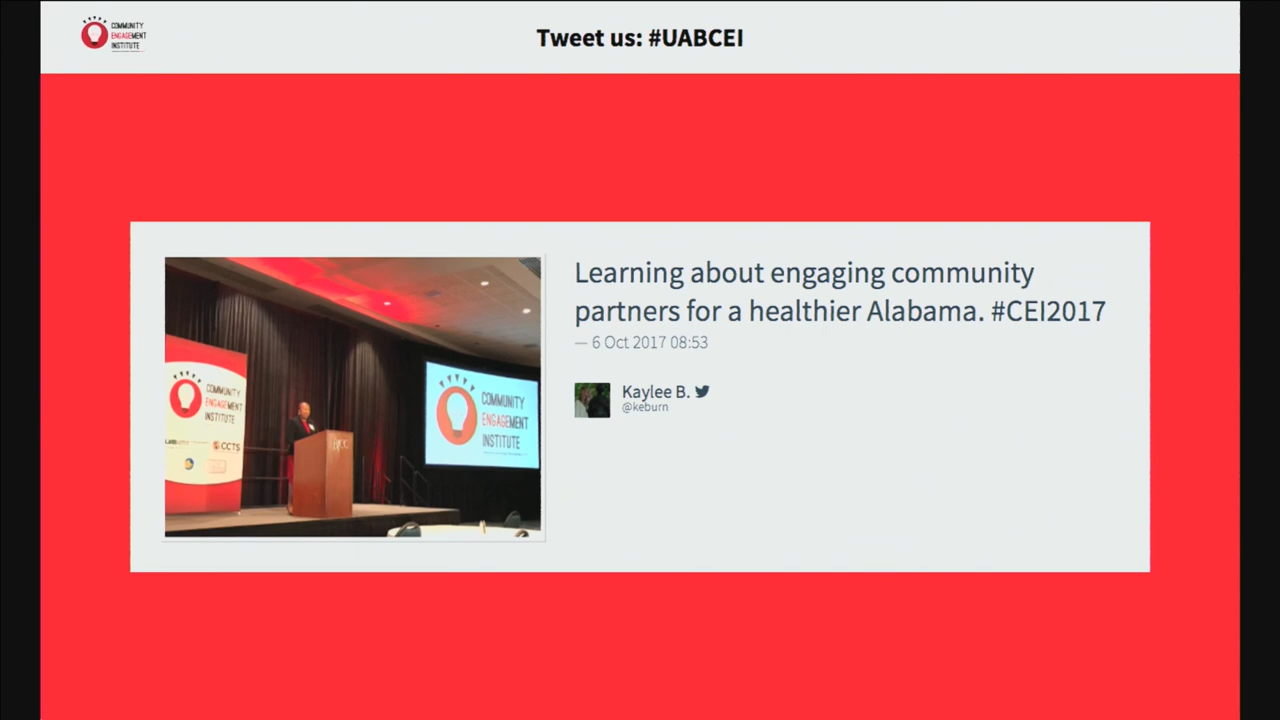 COMMUNITY
ENGAGEMENT
INSTITUTE
Tweet us: #UABCEI
Learning about engaging community
partners for a healthier Alabama. #CEI2017
— 6 Oct 2017 08:53
Kaylee B.
@keburn
COMMUNITY
ENGAGEMENT
INSTITUTE
CCTS
COMMUNITY
ENGAGEMENT
INSTITUTE